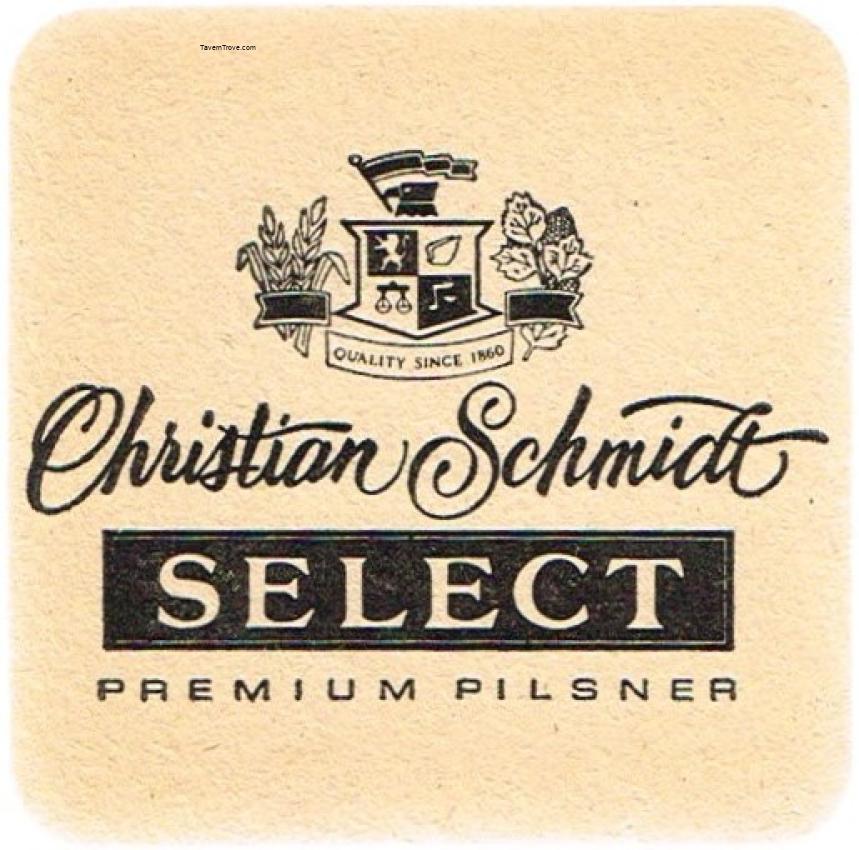 TavernTrove.com
QUALITY SINCE 1860
Christian Schmidt
SELECT
PREMIUM PILSNER